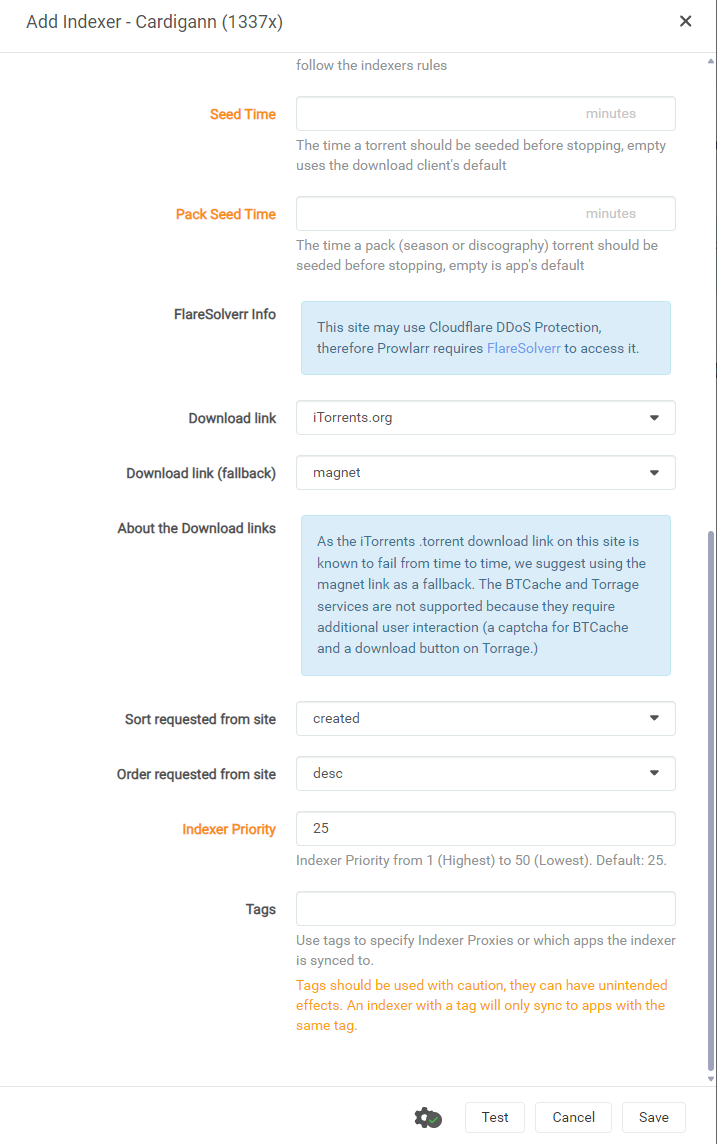 Add Indexer - Cardigann (1337x)
follow the indexers rules
Seed Time
minutes
The time a torrent should be seeded before stopping, empty
uses the download client's default
Pack Seed Time
minutes
The time a pack (season or discography) torrent should be
seeded before stopping, empty is app's default
FlareSolverr Info
This site may use Cloudflare DDoS Protection,
therefore Prowlarr requires FlareSolverr to access it.
Download link
iTorrents.org
Download link (fallback)
magnet
About the Download links
As the iTorrents .torrent download link on this site is
known to fail from time to time, we suggest using the
magnet link as a fallback. The BTCache and Torrage
services are not supported because they require
additional user interaction (a captcha for BTCache
and a download button on Torrage.)
Sort requested from site
created
Order requested from site
desc
Indexer Priority
25
Indexer Priority from 1 (Highest) to 50 (Lowest). Default: 25.
Tags
Use tags to specify Indexer Proxies or which apps the indexer
is synced to.
Tags should be used with caution, they can have unintended
effects. An indexer with a tag will only sync to apps with the
same tag.
Test
Cancel
Save